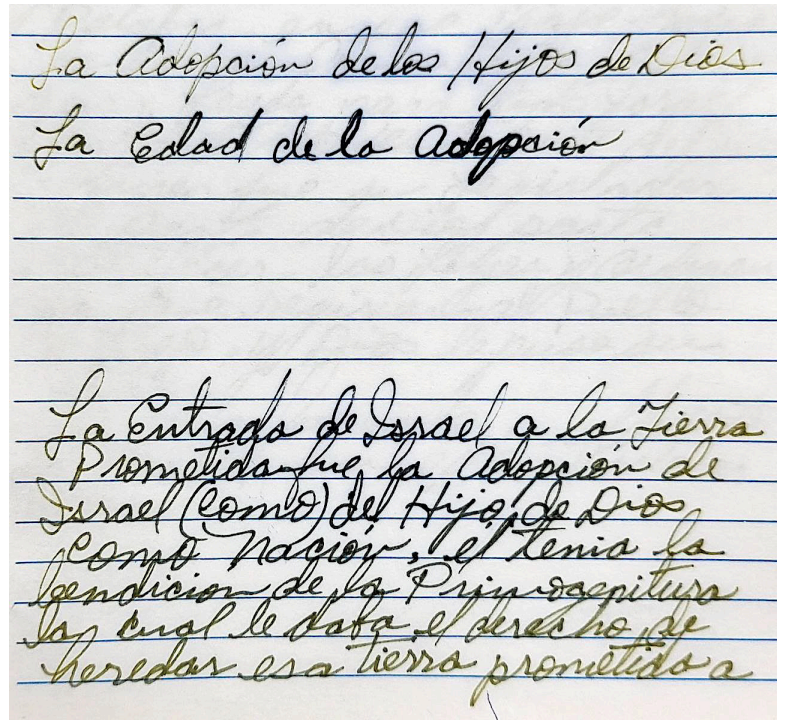 La Adopción de los Hijos de Dios
La Edad de la Adopción
La Entrada de Israel a la Tierra
Prometida fue la Adopción de
Israel (como) de Hijo de Dios
como Nación, el tenia la
bendicion de la Primogenitura
la cual le daba el derecho de
heredar esa tierra prometida a